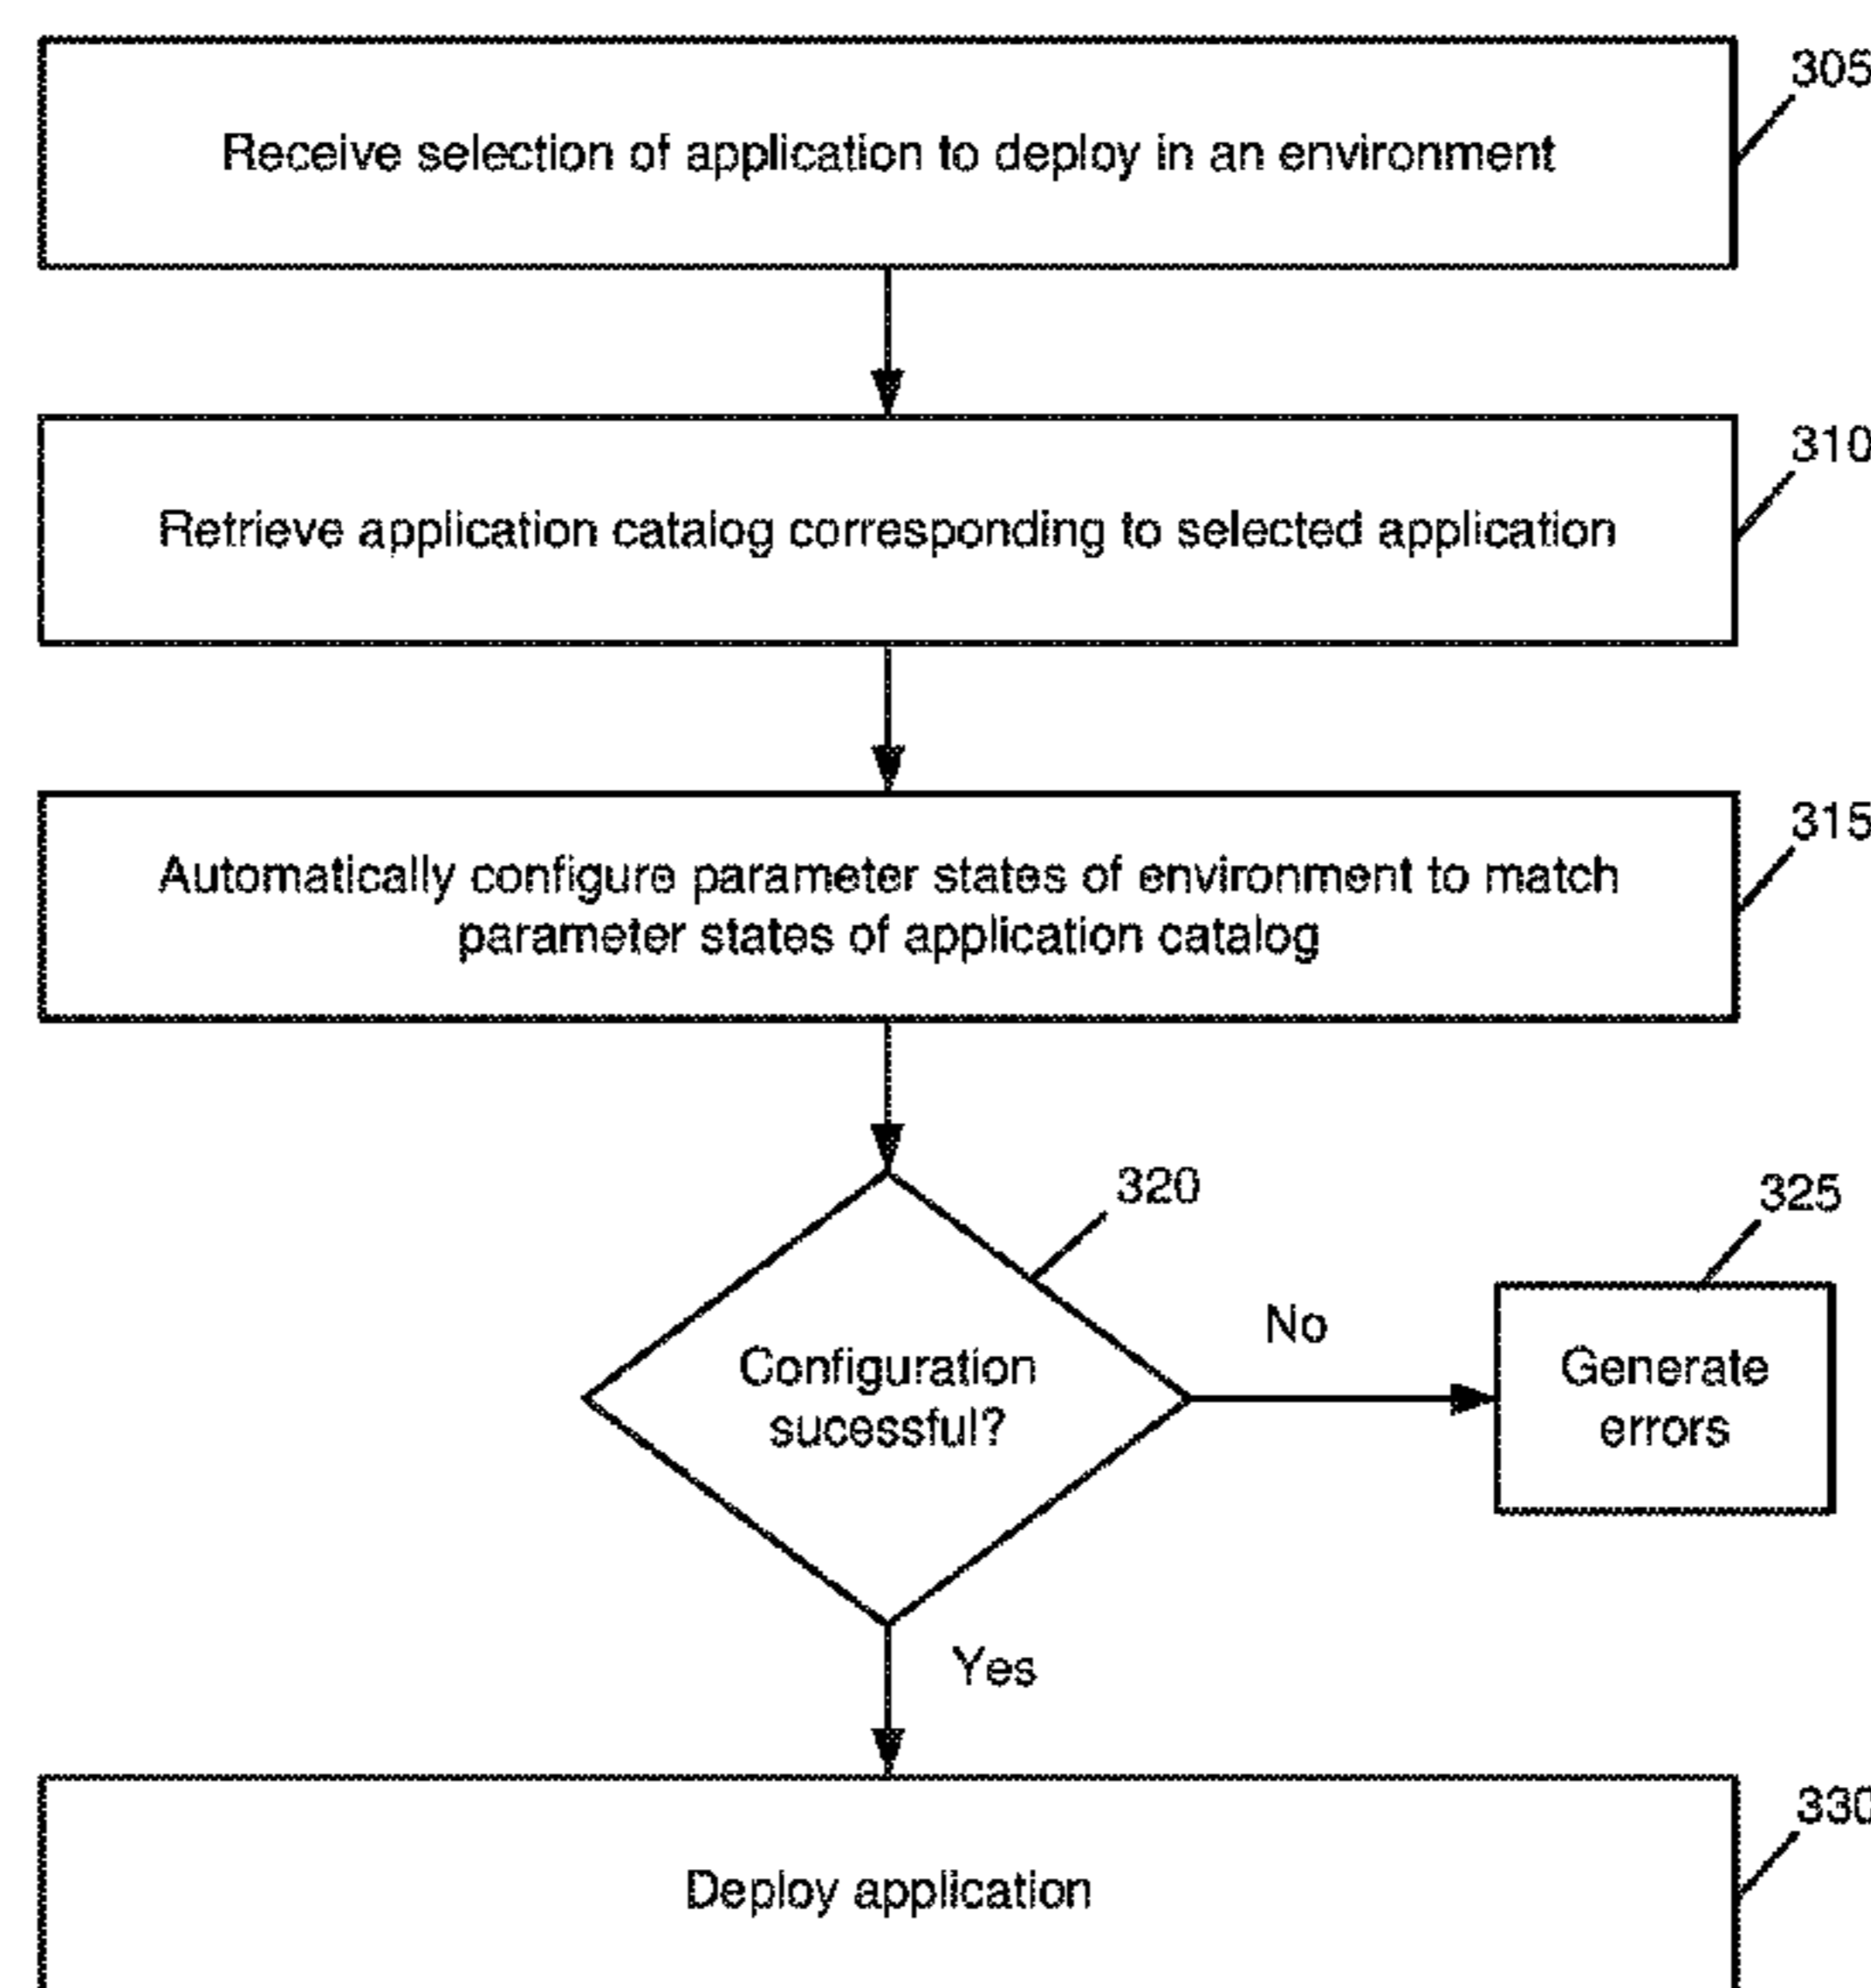 305
Receive selection of application to deploy in an environment
310
Retrieve application catalog corresponding to selected application
315
Automatically configure parameter states of environment to match
parameter states of application catalog
320
325
No
Configuration
sucessful?
Generate
errors
Yes
330
Deploy application